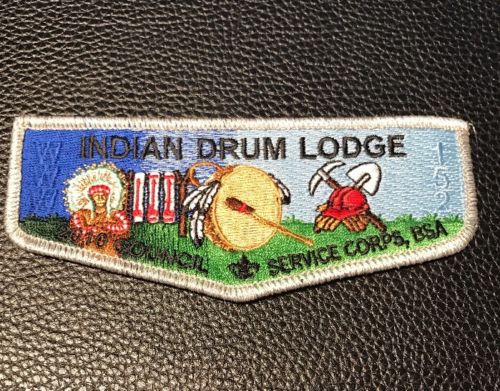 INDIAN DRUM LODGE
WWW
152
COUNCIL
SERVICE CORPS, BSA